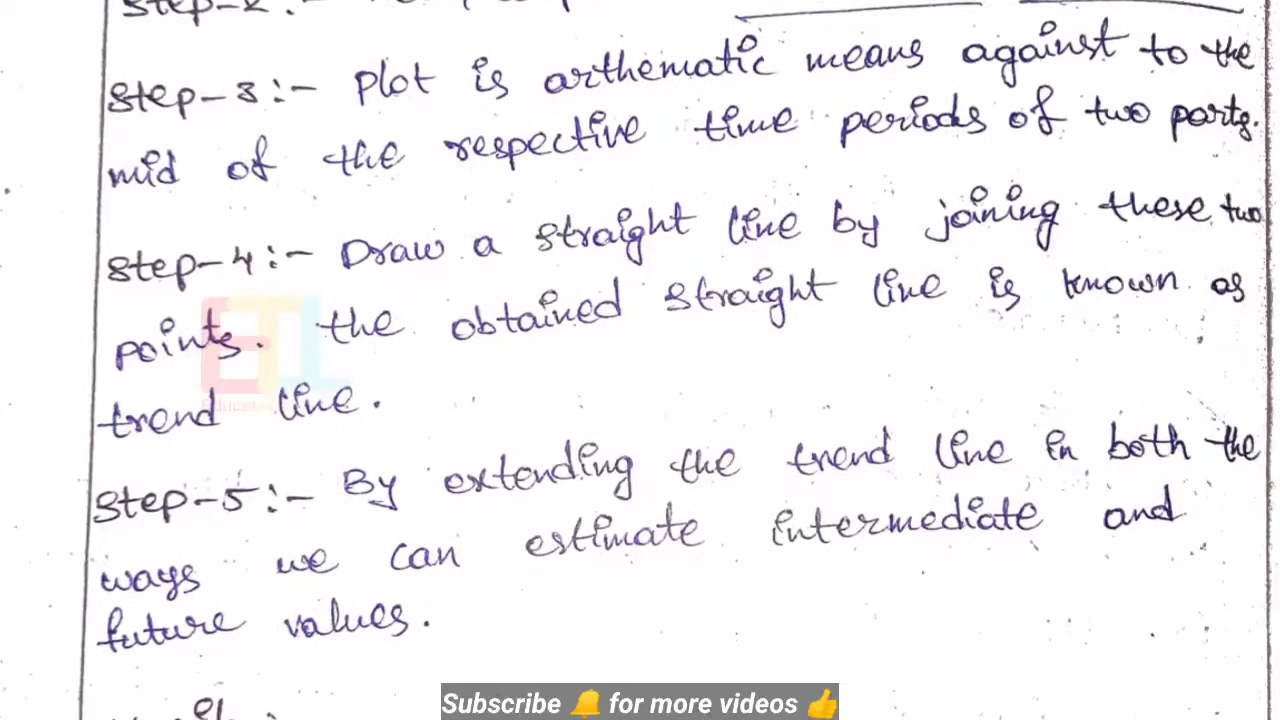 Step-2:-
Step-3:- Plot is arthematic means against to the
mid of the respective time periods of two parts.
Step-4:- Draw a straight line by joining these two
points. the obtained straight line is known as
trend line.
Step-5:- By extending the trend line in both the
ways we can estimate intermediate and
future values.
Subscribe 🔔 for more videos 👍